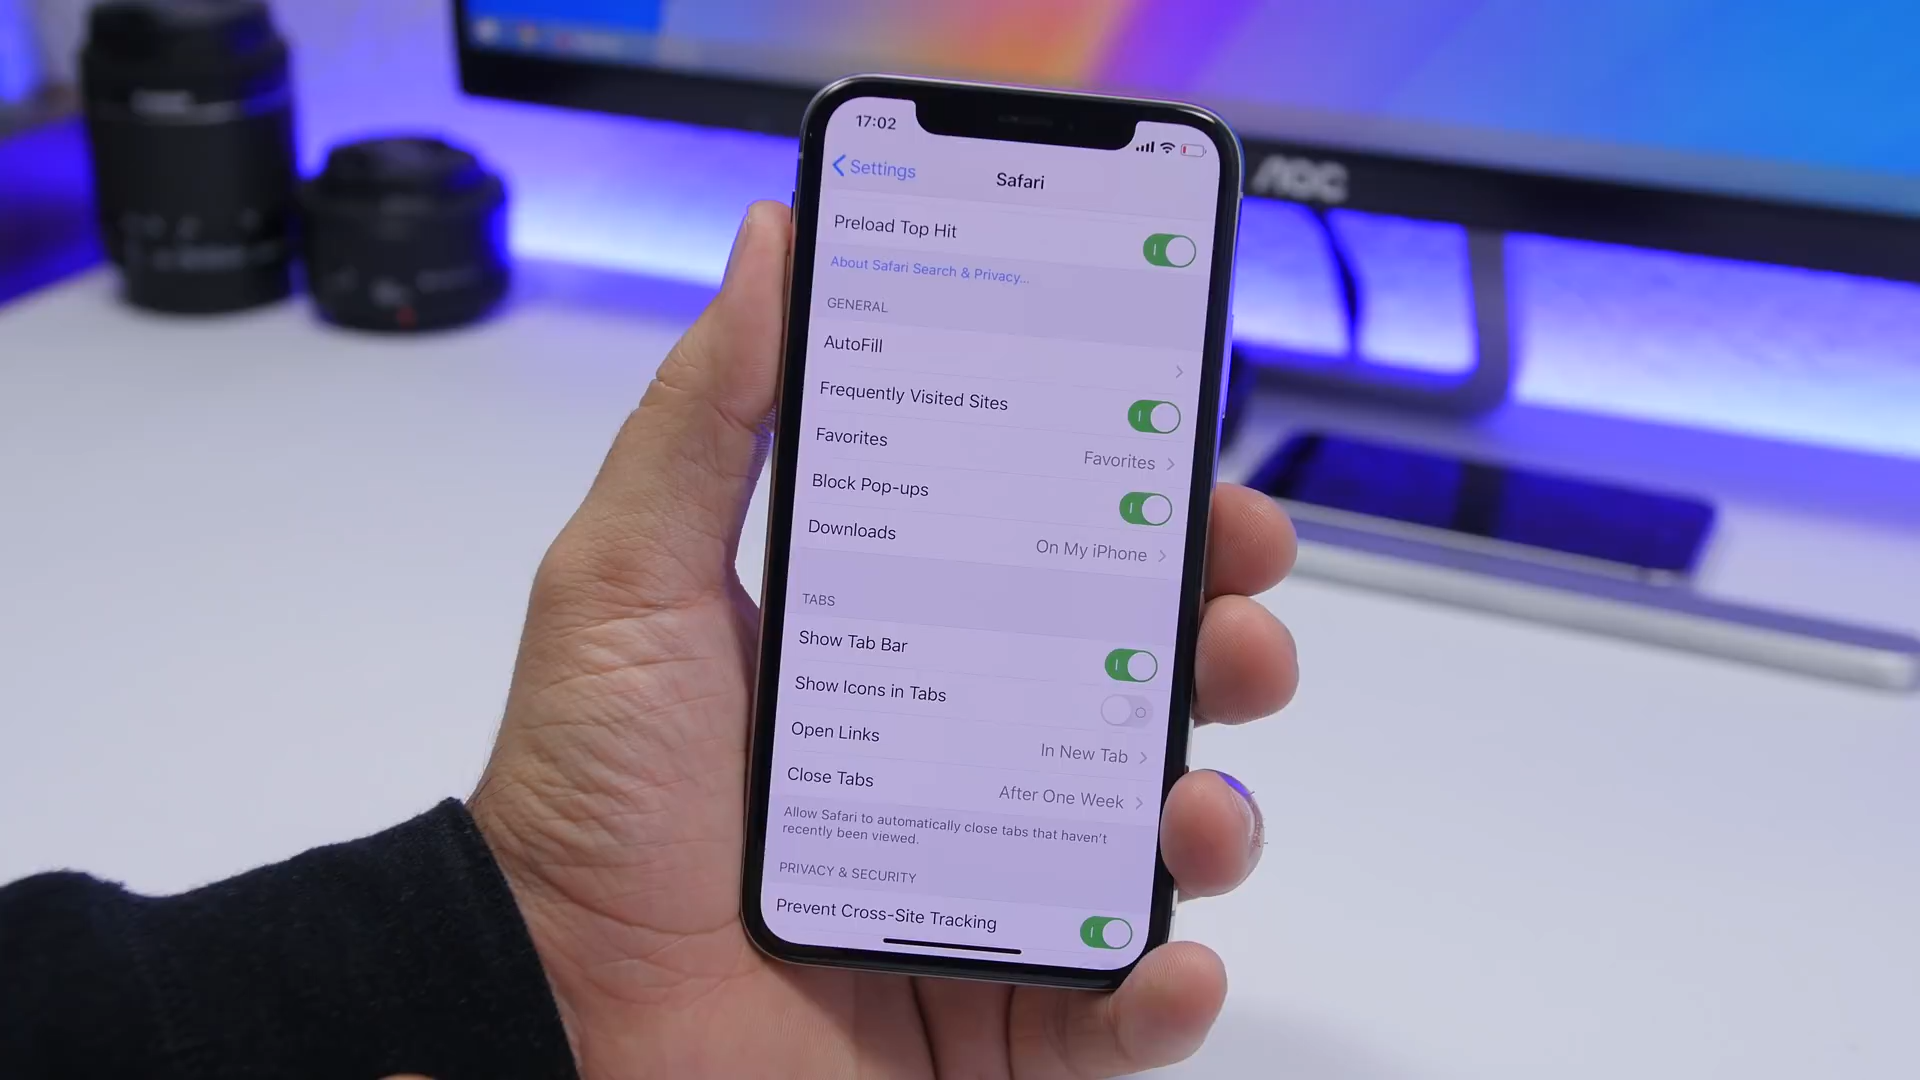 AOC
17:02
Settings
Safari
Preload Top Hit
About Safari Search & Privacy...
GENERAL
AutoFill
Frequently Visited Sites
Favorites
Favorites
Block Pop-ups
Downloads
On My iPhone
TABS
Show Tab Bar
Show Icons in Tabs
Open Links
In New Tab
Close Tabs
After One Week
Allow Safari to automatically close tabs that haven't
recently been viewed.
PRIVACY & SECURITY
Prevent Cross-Site Tracking